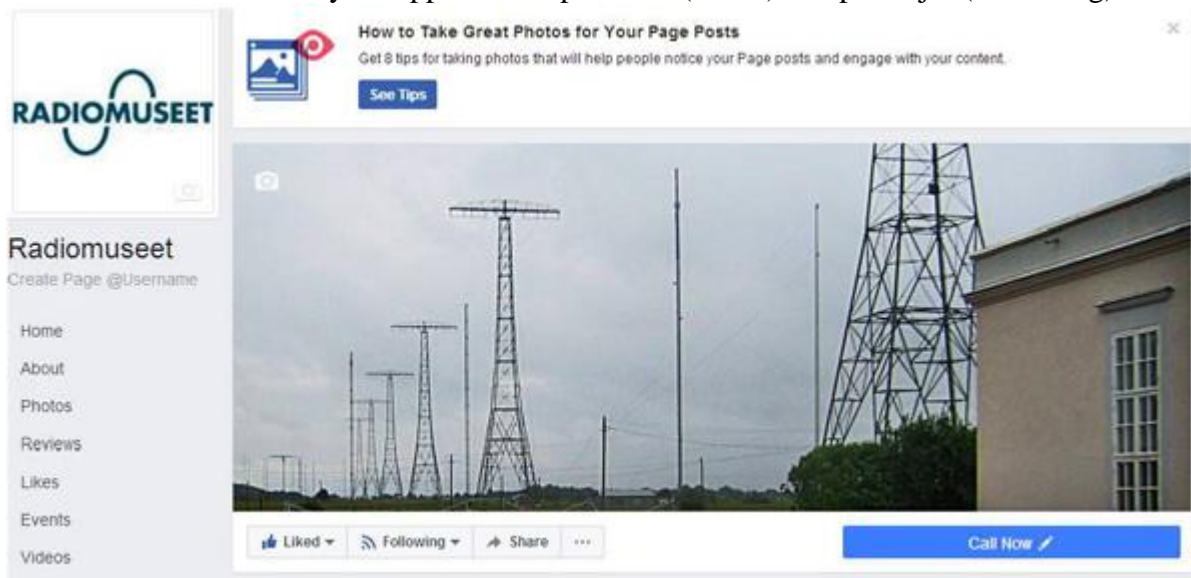 How to Take Great Photos for Your Page Posts
Get 8 tips for taking photos that will help people notice your Page posts and engage with your content.
See Tips
RADIOMUSEET
Radiomuseet
Create Page @Username
Home
About
Photos
Reviews
Likes
Events
Videos
Liked
Following
Share
Call Now